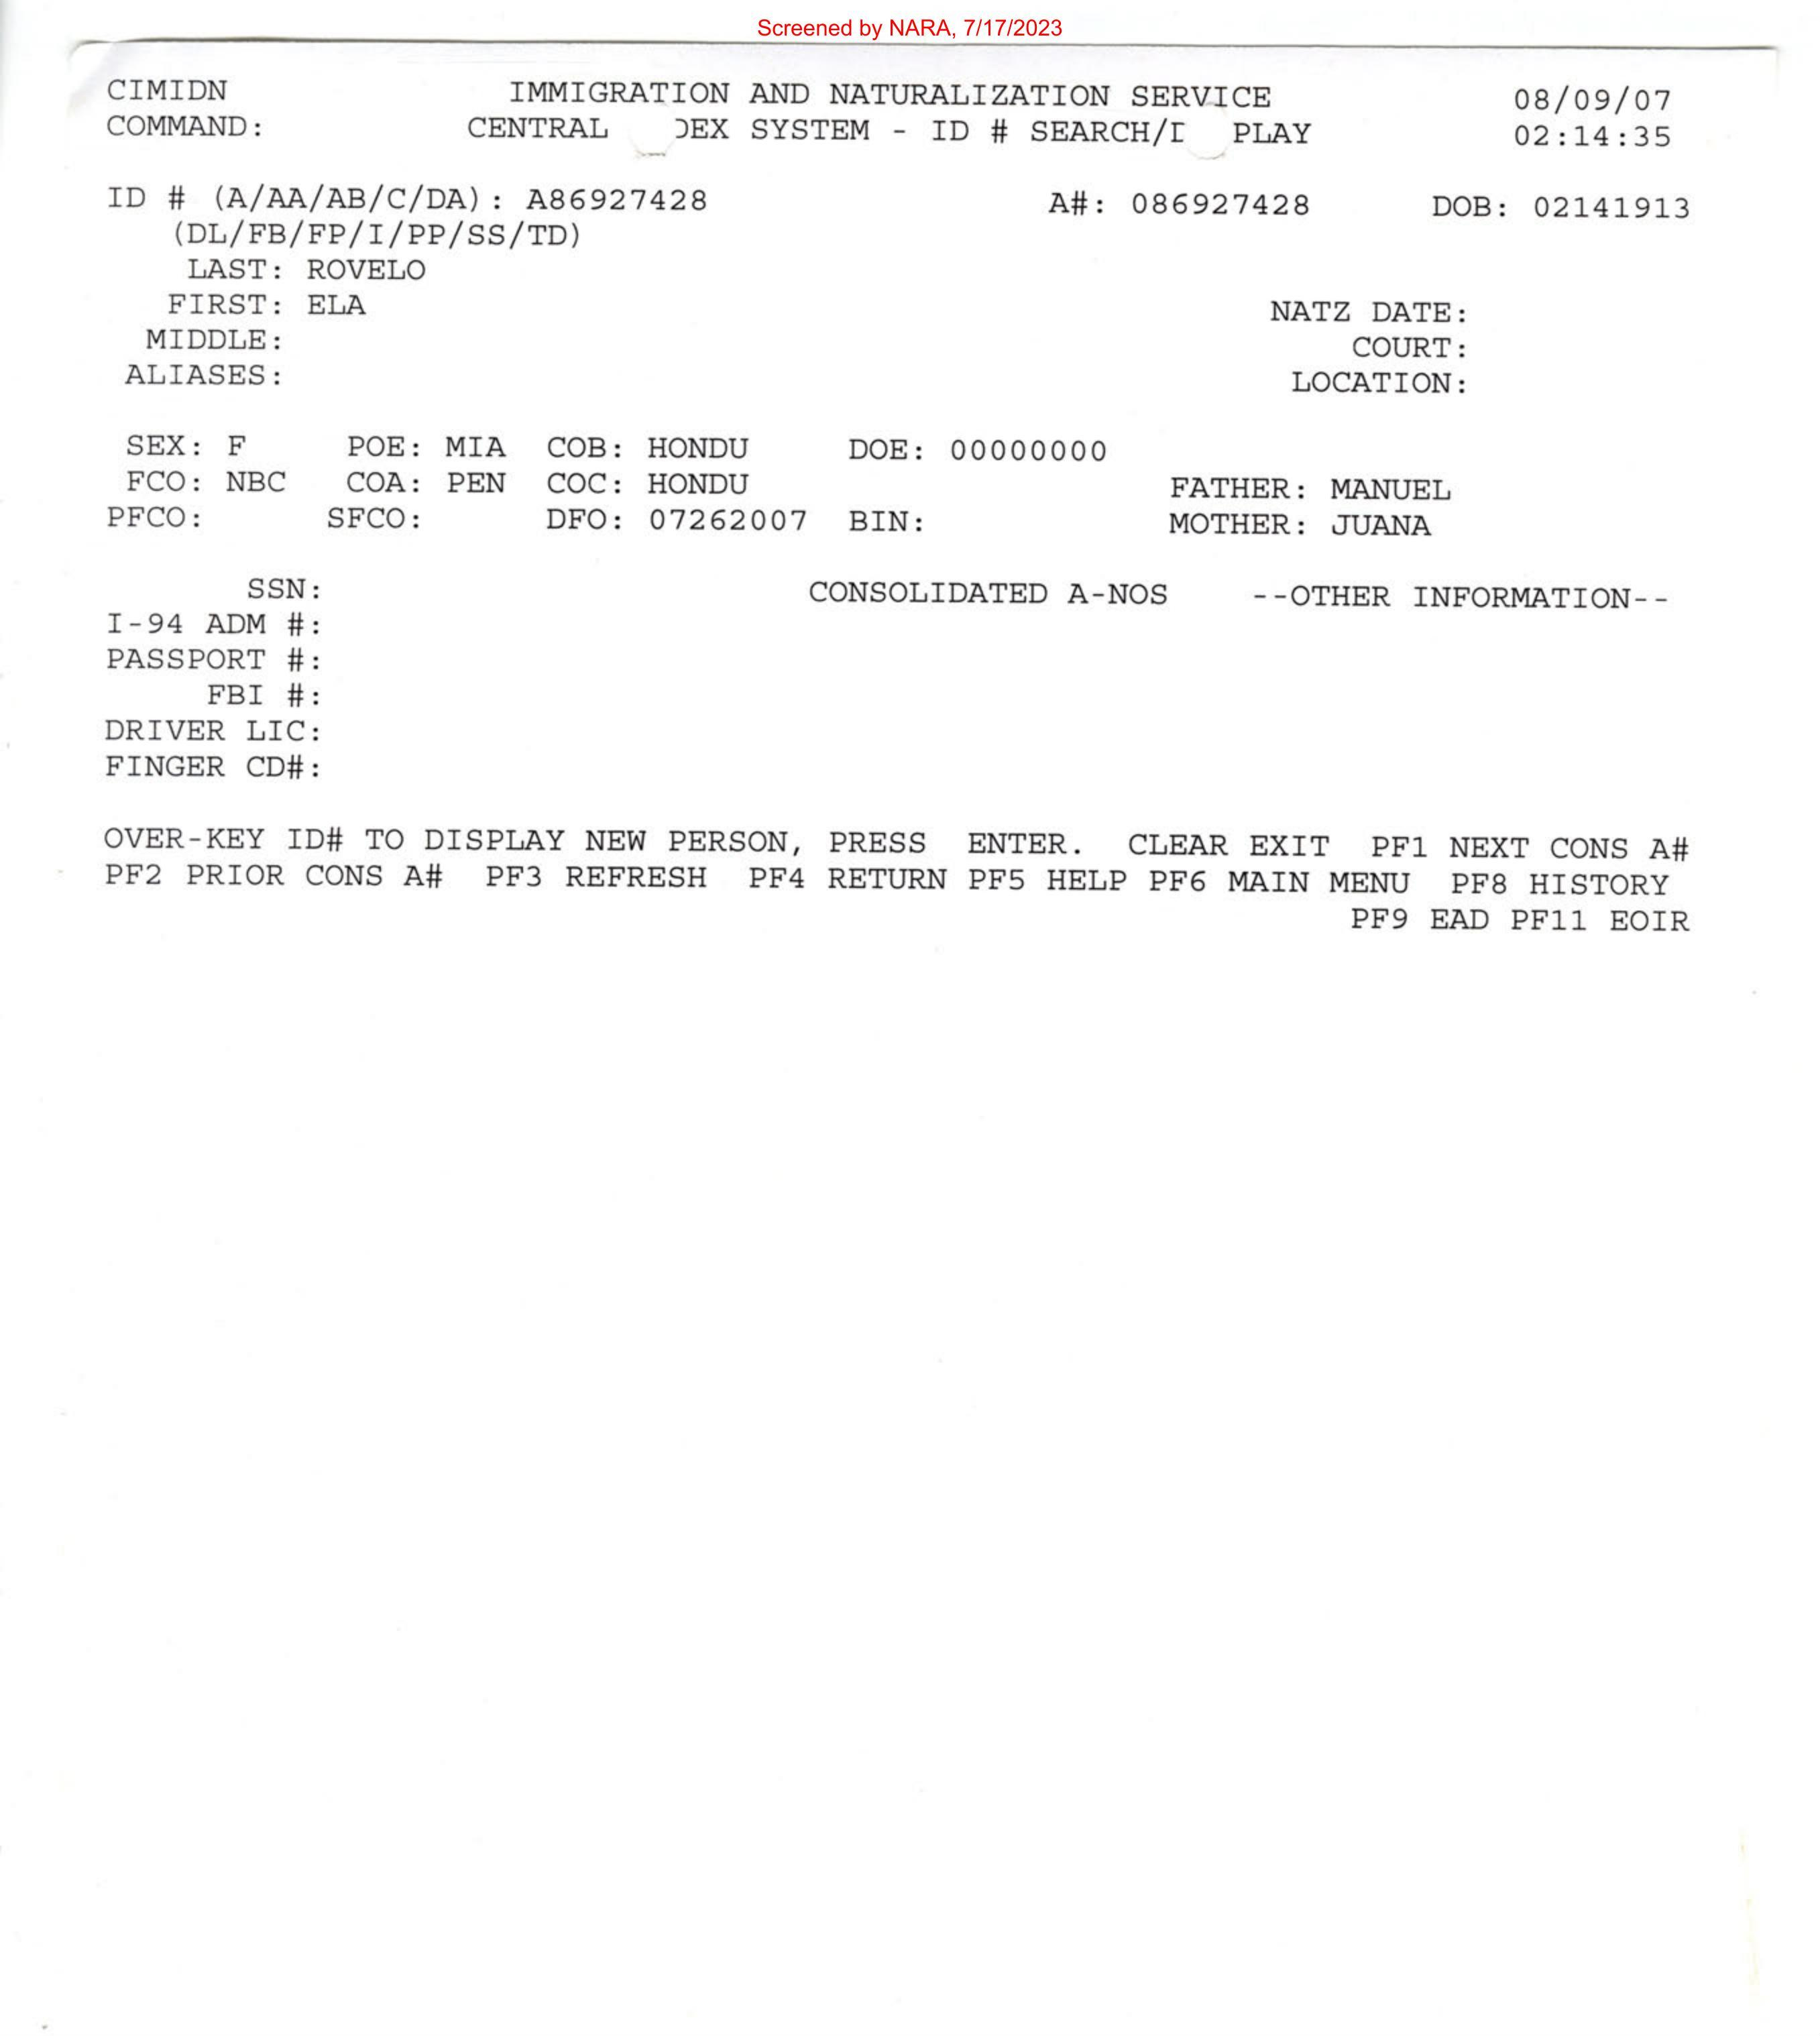 Screened by NARA, 7/17/2023
CIMIDN IMMIGRATION AND NATURALIZATION SERVICE 08/09/07
COMMAND: CENTRAL DEX SYSTEM - ID # SEARCH/D PLAY 02:14:35
ID # (A/AA/AB/C/DA): A86927428 A#: 086927428 DOB: 02141913
(DL/FB/FP/I/PP/SS/TD)
LAST: ROVELO
FIRST: ELA NATZ DATE:
MIDDLE: COURT:
ALIASES: LOCATION:
SEX: F POE: MIA COB: HONDU DOE: 00000000
FCO: NBC COA: PEN COC: HONDU FATHER: MANUEL
PFCO: SFCO: DFO: 07262007 BIN: MOTHER: JUANA
SSN: CONSOLIDATED A-NOS --OTHER INFORMATION--
I-94 ADM #:
PASSPORT #:
FBI #:
DRIVER LIC:
FINGER CD#:
OVER-KEY ID# TO DISPLAY NEW PERSON, PRESS ENTER. CLEAR EXIT PF1 NEXT CONS A#
PF2 PRIOR CONS A# PF3 REFRESH PF4 RETURN PF5 HELP PF6 MAIN MENU PF8 HISTORY
PF9 EAD PF11 EOIR